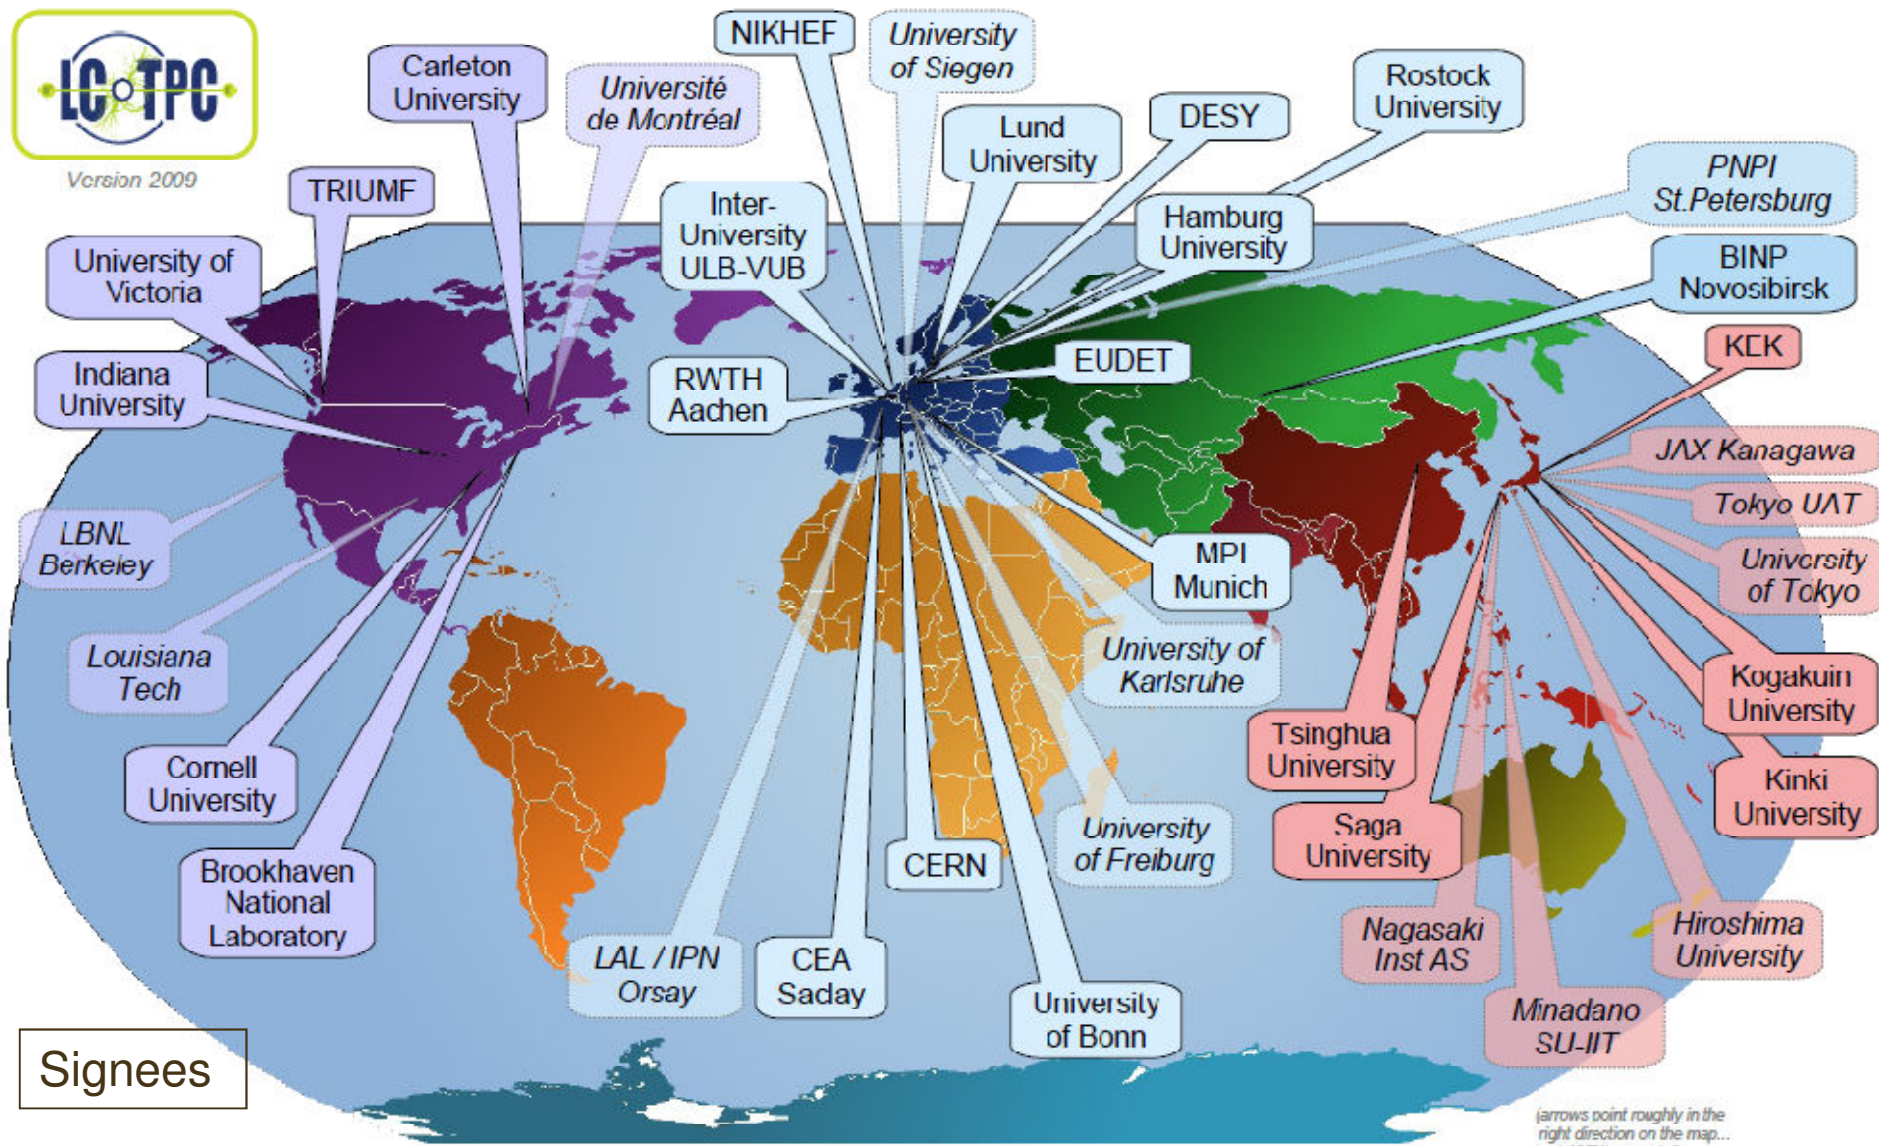 LC TPC
Version 2009
Carleton
University
Université
de Montréal
NIKHEF
University
of Siegen
Lund
University
DESY
Rostock
University
PNPI
St.Petersburg
TRIUMF
Inter-
University
ULB-VUB
Hamburg
University
BINP
Novosibirsk
University of
Victoria
Indiana
University
RWTH
Aachen
EUDET
KEK
JAX Kanagawa
Tokyo UAT
University
of Tokyo
LBNL
Berkeley
MPI
Munich
Louisiana
Tech
University of
Karlsruhe
Kogakuin
University
Tsinghua
University
Kinki
University
Cornell
University
Saga
University
University
of Freiburg
CERN
Brookhaven
National
Laboratory
LAL / IPN
Orsay
CEA
Saclay
University
of Bonn
Nagasaki
Inst AS
Hiroshima
University
Minadano
SU-IIT
Signees
(arrows point roughly in the
right direction on the map...